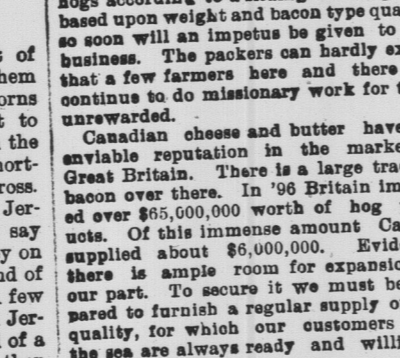 of
hem
orns
t to
the
ort-
ross.
Jer-
say
y on
nd of
few
Jer-
of a
hogs according to a
based upon weight and bacon type qua
so soon will an impetus be given to
business. The packers can hardly ex
that a few farmers here and there
continue to do missionary work for t
unrewarded.
Canadian cheese and butter hav
enviable reputation in the marke
Great Britain. There is a large tra
bacon over there. In '96 Britain im
ed over $65,000,000 worth of hog
ucts. Of this immense amount Ca
supplied about $6,000,000. Evid
there is ample room for expansio
our part. To secure it we must be
pared to furnish a regular supply o
quality, for which our customers
the sea are always ready and willi